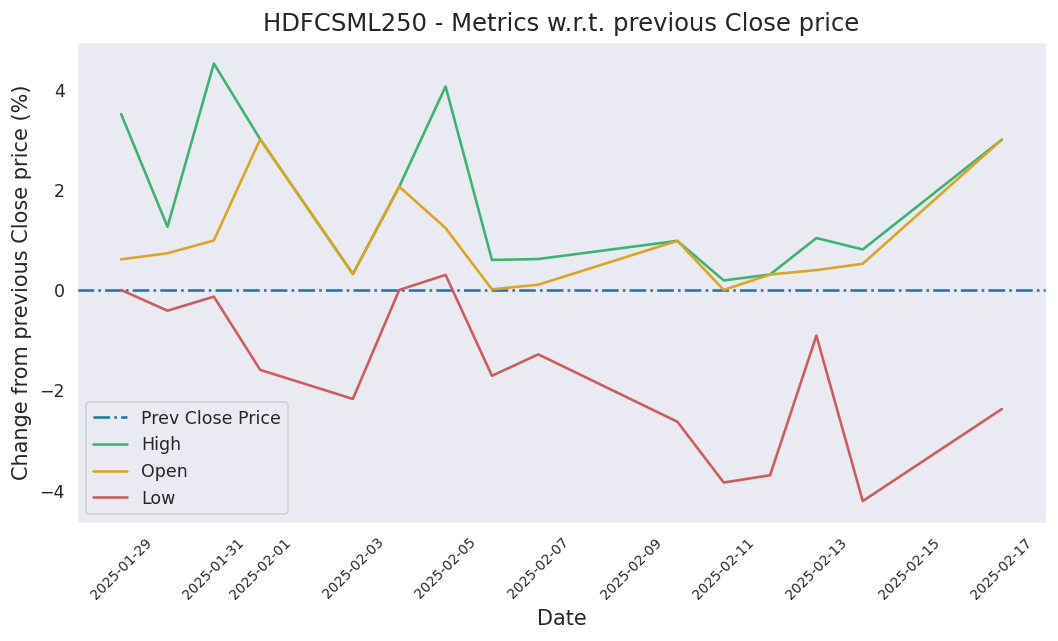 HDFCSML250 - Metrics w.r.t. previous Close price
Change from previous Close price (%)
4
2
0
−2
−4
Prev Close Price
High
Open
Low
2025-01-29
2025-01-31
2025-02-01
2025-02-03
2025-02-05
2025-02-07
2025-02-09
2025-02-11
2025-02-13
2025-02-15
2025-02-17
Date